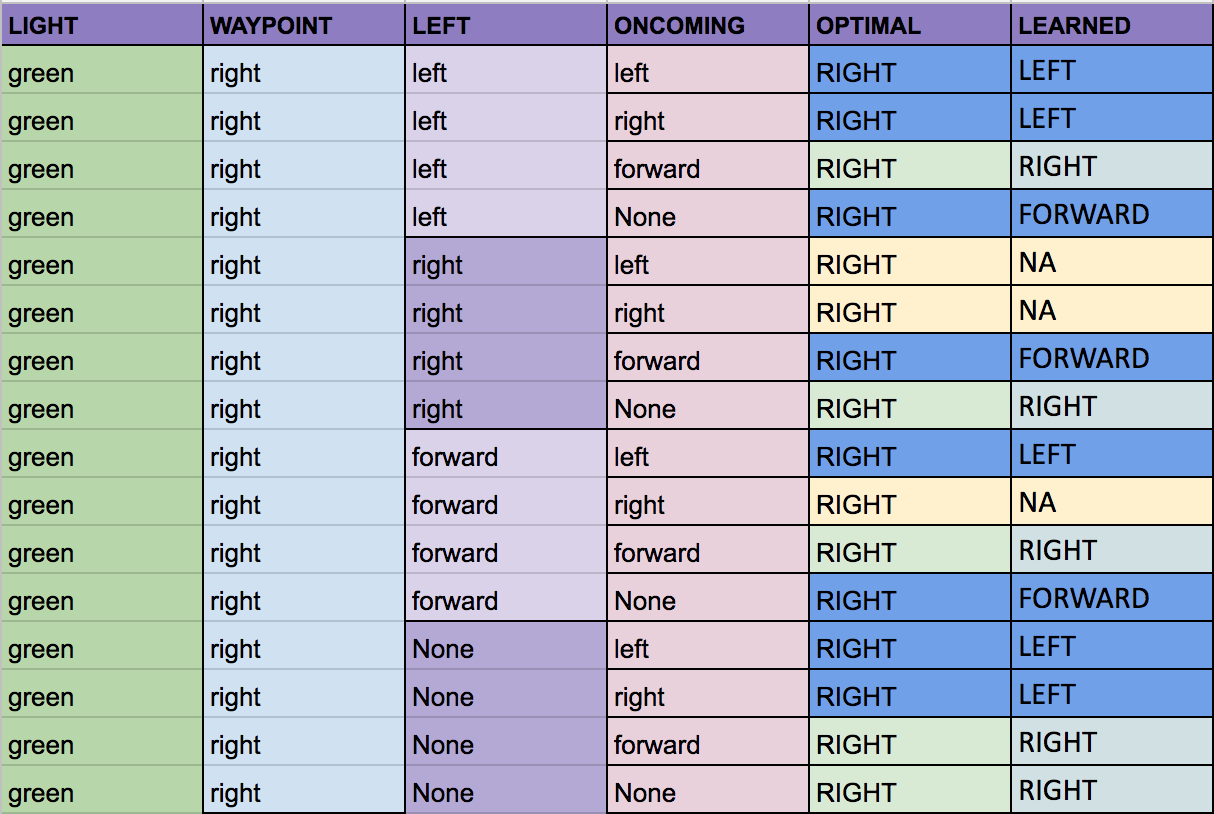 LIGHT WAYPOINT LEFT ONCOMING OPTIMAL LEARNED
green right left left RIGHT LEFT
green right left right RIGHT LEFT
green right left forward RIGHT RIGHT
green right left None RIGHT FORWARD
green right right left RIGHT NA
green right right right RIGHT NA
green right right forward RIGHT FORWARD
green right right None RIGHT RIGHT
green right forward left RIGHT LEFT
green right forward right RIGHT NA
green right forward forward RIGHT RIGHT
green right forward None RIGHT FORWARD
green right None left RIGHT LEFT
green right None right RIGHT LEFT
green right None forward RIGHT RIGHT
green right None None RIGHT RIGHT